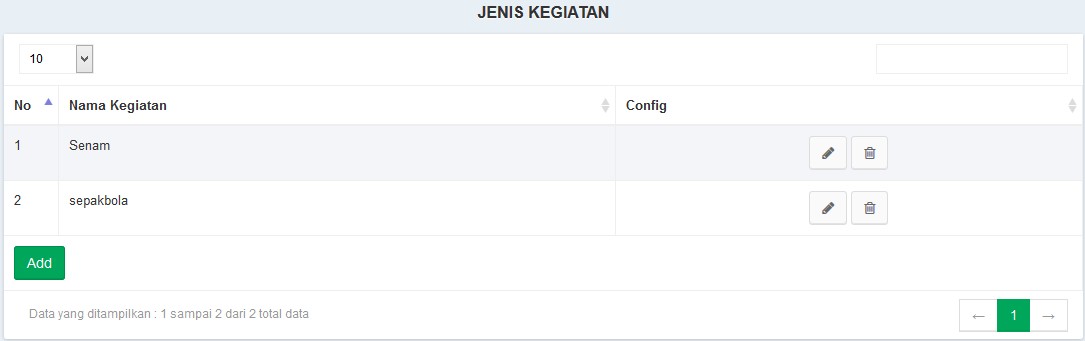 JENIS KEGIATAN
10
No Nama Kegiatan Config
1 Senam
2 sepakbola
Add
Data yang ditampilkan : 1 sampai 2 dari 2 total data
← 1 →